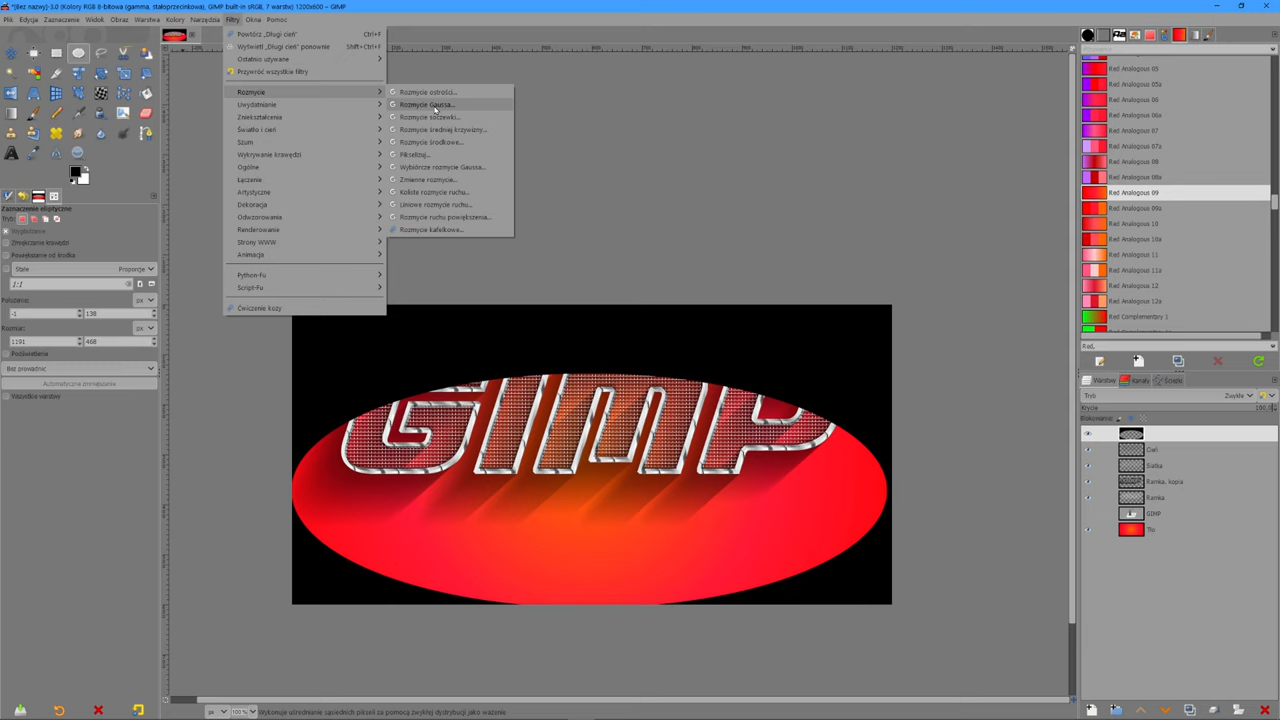 *[Bez nazwy]-3.0 (Kolory RGB 8-bitowa (gamma, stałoprzecinkowa), GIMP built-in sRGB, 7 warstw) 1200x600 – GIMP
Plik Edycja Zaznaczenie Widok Obraz Warstwa Kolory Narzędzia Filtry Okna Pomoc
Powtórz „Długi cień” Ctrl+F
Wyświetl „Długi cień” ponownie Shift+Ctrl+F
Ostatnio używane
Przywróć wszystkie filtry
Rozmycie
Uwydatnianie
Zniekształcenia
Światło i cień
Szum
Wykrywanie krawędzi
Ogólne
Łączenie
Artystyczne
Dekoracja
Odwzorowania
Renderowanie
Strony WWW
Animacja
Python-Fu
Script-Fu
Ćwiczenie kozy
Rozmycie ostrości...
Rozmycie Gaussa...
Rozmycie soczewki...
Rozmycie średniej krzywizny...
Rozmycie środkowe...
Pikselizuj...
Wybiórcze rozmycie Gaussa...
Zmienne rozmycie...
Koliste rozmycie ruchu...
Liniowe rozmycie ruchu...
Rozmycie ruchu powiększenia...
Rozmycie kafelkowe...
Zaznaczenie eliptyczne
Tryb:
Wygładzanie
Zmiękczanie krawędzi
Powiększanie od środka
Stałe Proporcje
1:1
Położenie: px
-1 138
Rozmiar: px
1191 468
Podświetlenie
Bez prowadnic
Automatyczne zmniejszanie
Wszystkie warstwy
GIMP
Red Analogous 05
Red Analogous 05a
Red Analogous 06
Red Analogous 06a
Red Analogous 07
Red Analogous 07a
Red Analogous 08
Red Analogous 08a
Red Analogous 09
Red Analogous 09a
Red Analogous 10
Red Analogous 10a
Red Analogous 11
Red Analogous 11a
Red Analogous 12
Red Analogous 12a
Red Complementary 1
Red,
Warstwy Kanały Ścieżki
Tryb Zwykłe
Krycie 100,0
Blokowanie:
Cień
Siatka
Ramka, kopia
Ramka
GIMP
Tło
px 100 % Wykonuje uśrednianie sąsiednich pikseli za pomocą zwykłej dystrybucji jako ważenie